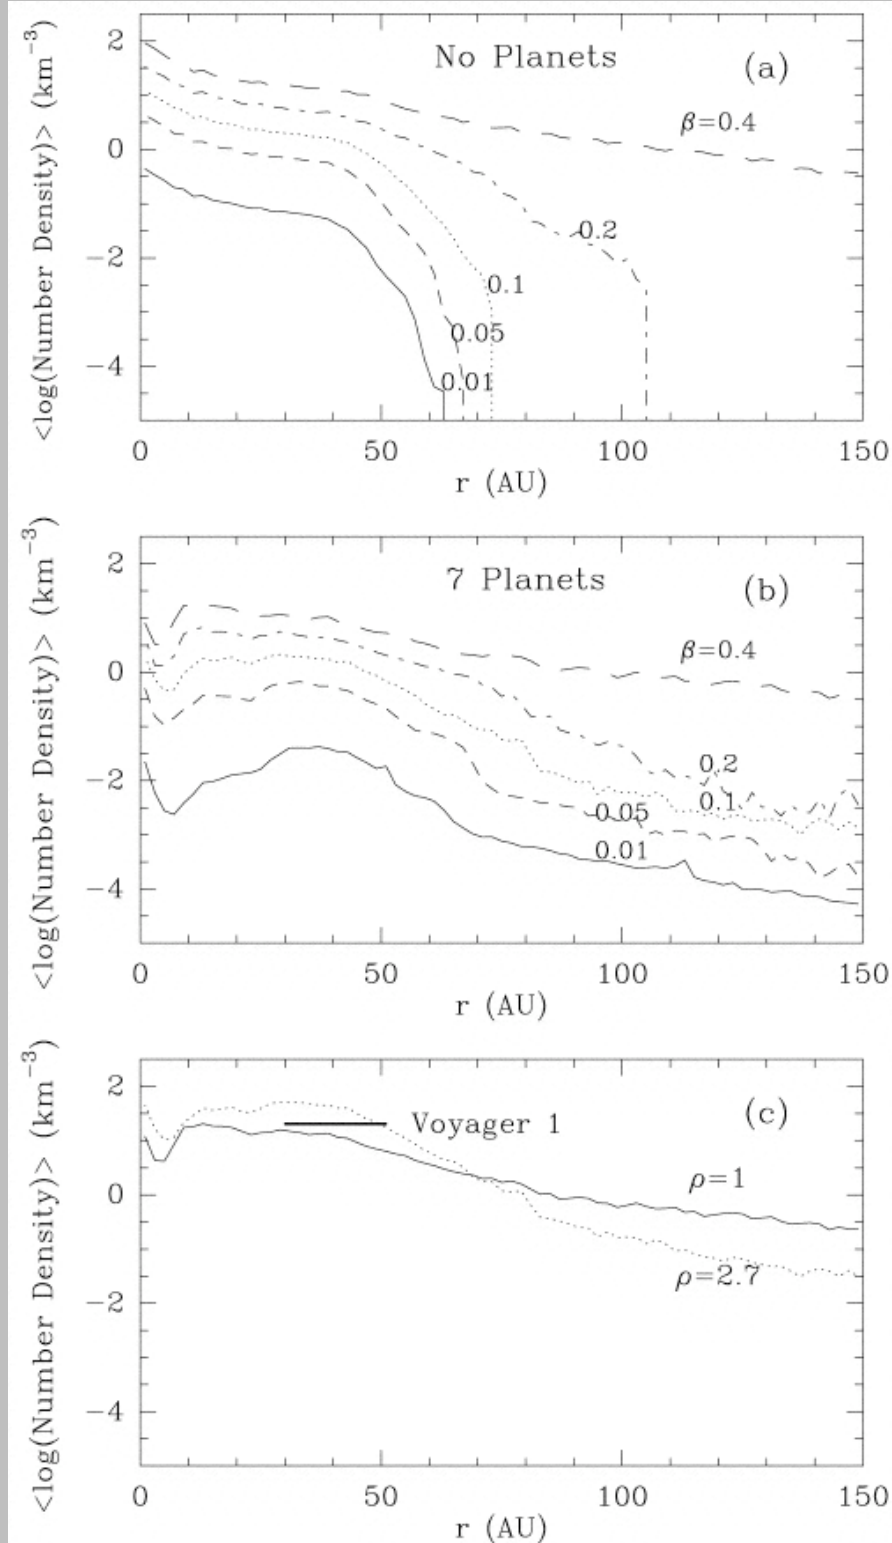 <log(Number Density)> (km⁻³)
2
0
−2
−4
No Planets
(a)
β=0.4
0.2
0.1
0.05
0.01
0 50 100 150
r (AU)
<log(Number Density)> (km⁻³)
2
0
−2
−4
7 Planets
(b)
β=0.4
0.2
0.1
0.05
0.01
0 50 100 150
r (AU)
<log(Number Density)> (km⁻³)
2
0
−2
−4
(c)
Voyager 1
ρ=1
ρ=2.7
0 50 100 150
r (AU)